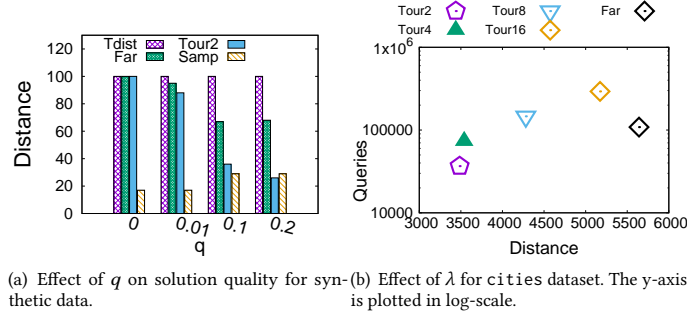 Tdist Tour2
Far Samp
Distance
120
100
80
60
40
20
0
0 0.01 0.1 0.2
q
Tour2 Tour8 Far
Tour4 Tour16
Queries
1x10^6
100000
10000
3000 3500 4000 4500 5000 5500 6000
Distance
(a) Effect of q on solution quality for syn-
thetic data.
(b) Effect of λ for cities dataset. The y-axis
is plotted in log-scale.